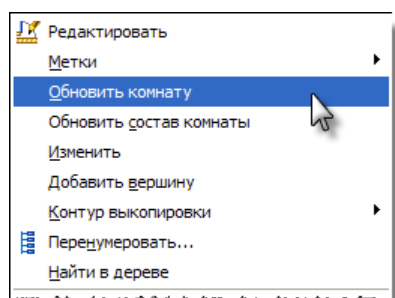 Редактировать
Метки
Обновить комнату
Обновить состав комнаты
Изменить
Добавить вершину
Контур выкопировки
Перенумеровать...
Найти в дереве